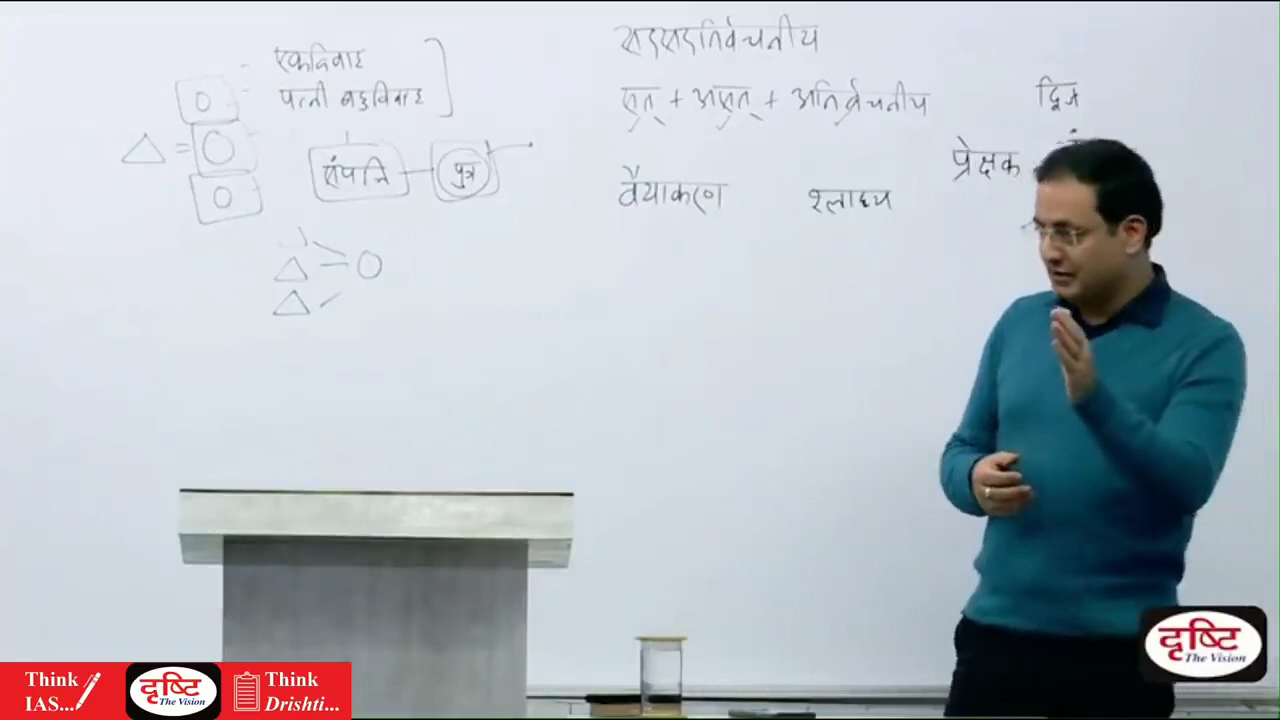 एकविवाह
पत्नी बहुविवाह
संपत्ति
पुत्र
सदसदनिर्वचनीय
सत् + असत् + अनिर्वचनीय
वैयाकरण श्लाघ्य
द्विज
प्रेक्षक
Think
IAS...
दृष्टि
The Vision
Think
Drishti...
दृष्टि
The Vision